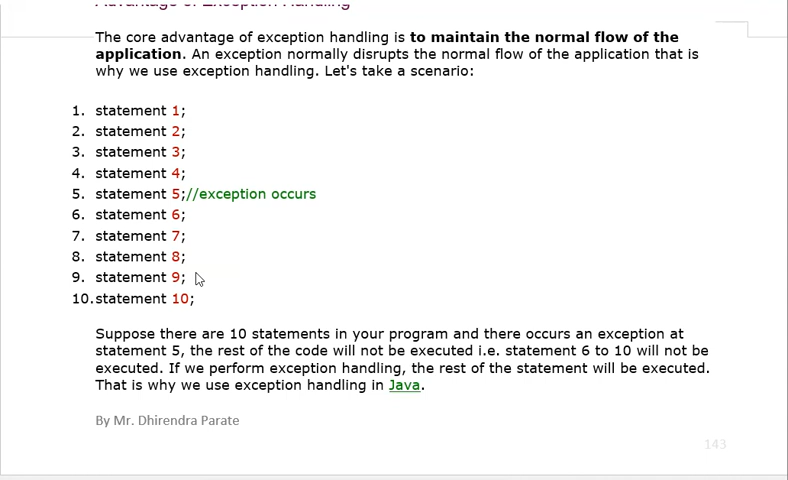 Advantage of Exception Handling
The core advantage of exception handling is to maintain the normal flow of the
application. An exception normally disrupts the normal flow of the application that is
why we use exception handling. Let's take a scenario:
1. statement 1;
2. statement 2;
3. statement 3;
4. statement 4;
5. statement 5;//exception occurs
6. statement 6;
7. statement 7;
8. statement 8;
9. statement 9;
10.statement 10;
Suppose there are 10 statements in your program and there occurs an exception at
statement 5, the rest of the code will not be executed i.e. statement 6 to 10 will not be
executed. If we perform exception handling, the rest of the statement will be executed.
That is why we use exception handling in Java.
By Mr. Dhirendra Parate
143